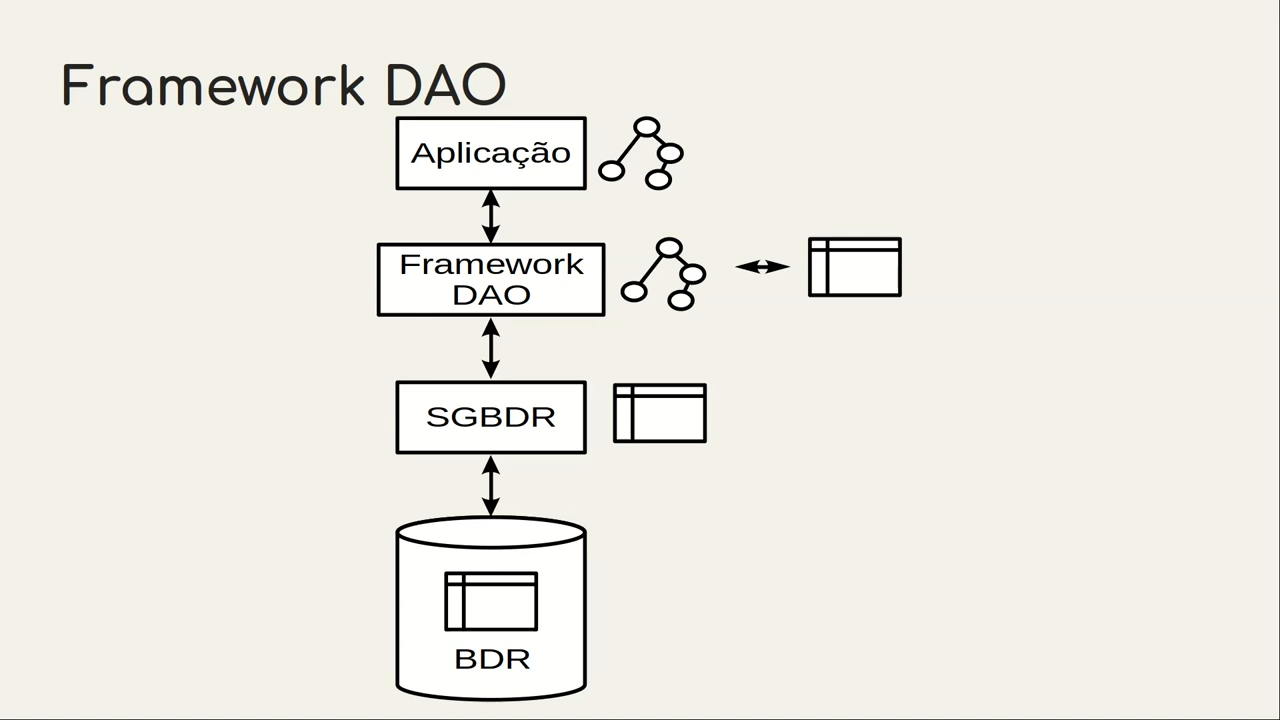 Framework DAO
Aplicação
Framework
DAO
SGBDR
BDR